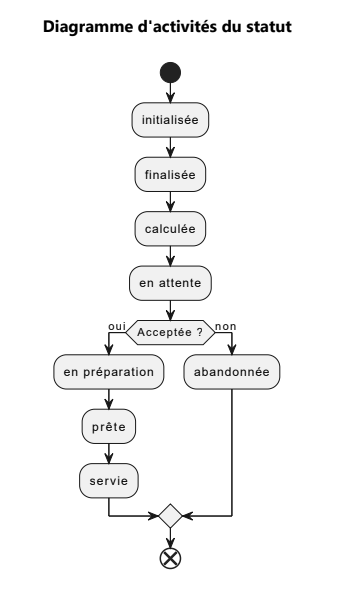 Diagramme d'activités du statut
initialisée
finalisée
calculée
en attente
oui
Acceptée ?
non
en préparation
abandonnée
prête
servie